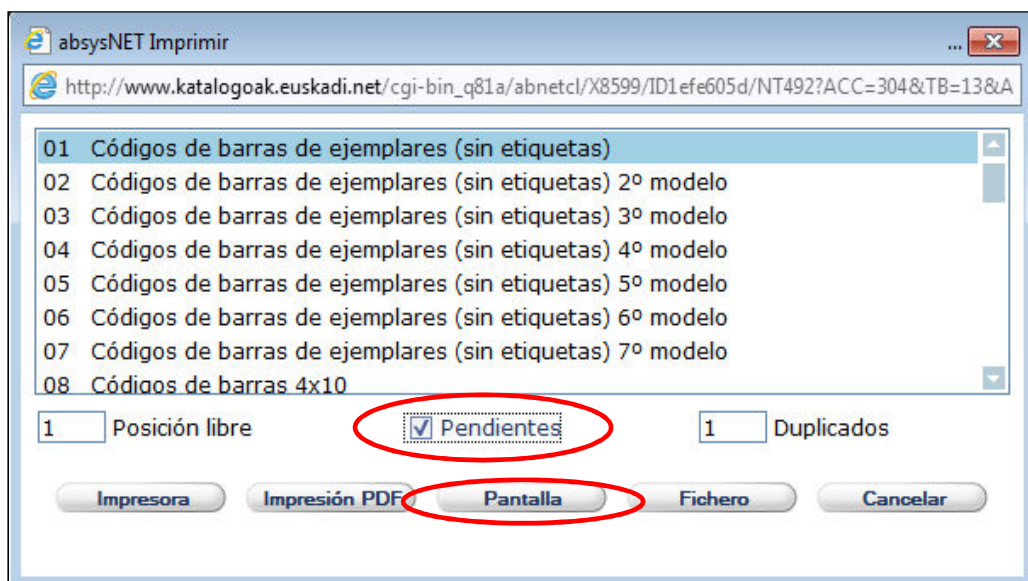 absysNET Imprimir ...
http://www.katalogoak.euskadi.net/cgi-bin_q81a/abnetcl/X8599/ID1efe605d/NT492?ACC=304&TB=13&A
01 Códigos de barras de ejemplares (sin etiquetas)
02 Códigos de barras de ejemplares (sin etiquetas) 2º modelo
03 Códigos de barras de ejemplares (sin etiquetas) 3º modelo
04 Códigos de barras de ejemplares (sin etiquetas) 4º modelo
05 Códigos de barras de ejemplares (sin etiquetas) 5º modelo
06 Códigos de barras de ejemplares (sin etiquetas) 6º modelo
07 Códigos de barras de ejemplares (sin etiquetas) 7º modelo
08 Códigos de barras 4x10
1 Posición libre Pendientes 1 Duplicados
Impresora Impresión PDF Pantalla Fichero Cancelar